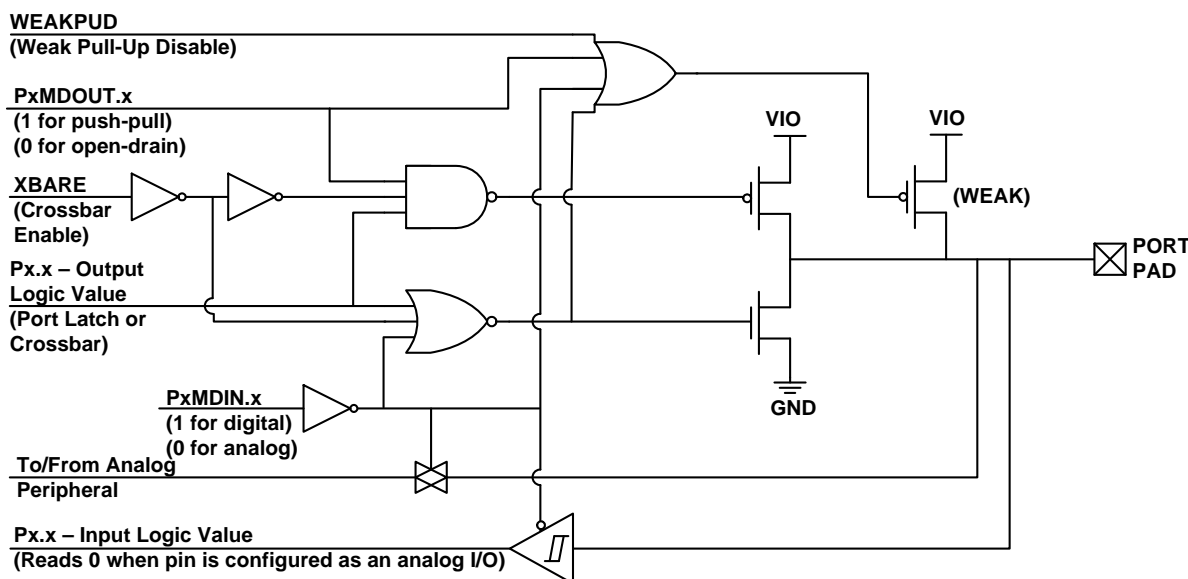 WEAKPUD
(Weak Pull-Up Disable)
PxMDOUT.x
(1 for push-pull)
(0 for open-drain)
XBARE
(Crossbar
Enable)
Px.x – Output
Logic Value
(Port Latch or
Crossbar)
PxMDIN.x
(1 for digital)
(0 for analog)
To/From Analog
Peripheral
Px.x – Input Logic Value
(Reads 0 when pin is configured as an analog I/O)
VIO
VIO
(WEAK)
GND
PORT
PAD